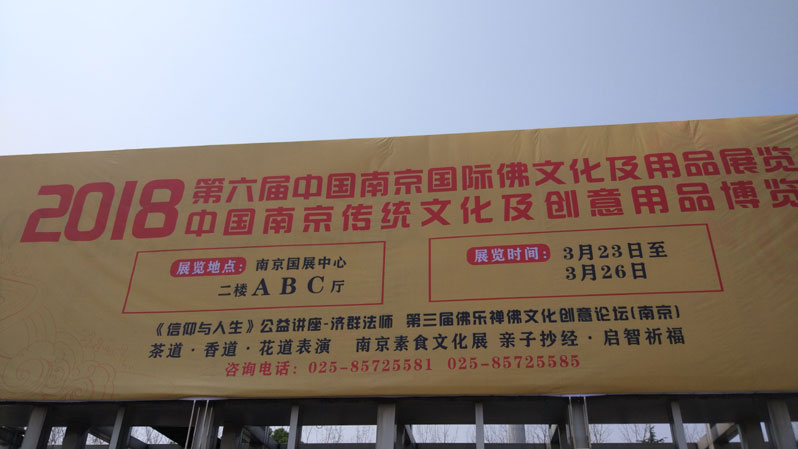 2018 第六届中国南京国际佛文化及用品展览
中国南京传统文化及创意用品博览
展览地点： 南京国展中心
二楼 A B C 厅
展览时间： 3月23日至
3月26日
《信仰与人生》公益讲座-济群法师 第三届佛乐禅佛文化创意论坛(南京)
茶道·香道·花道表演 南京素食文化展 亲子抄经·启智祈福
咨询电话：025-85725581 025-85725585